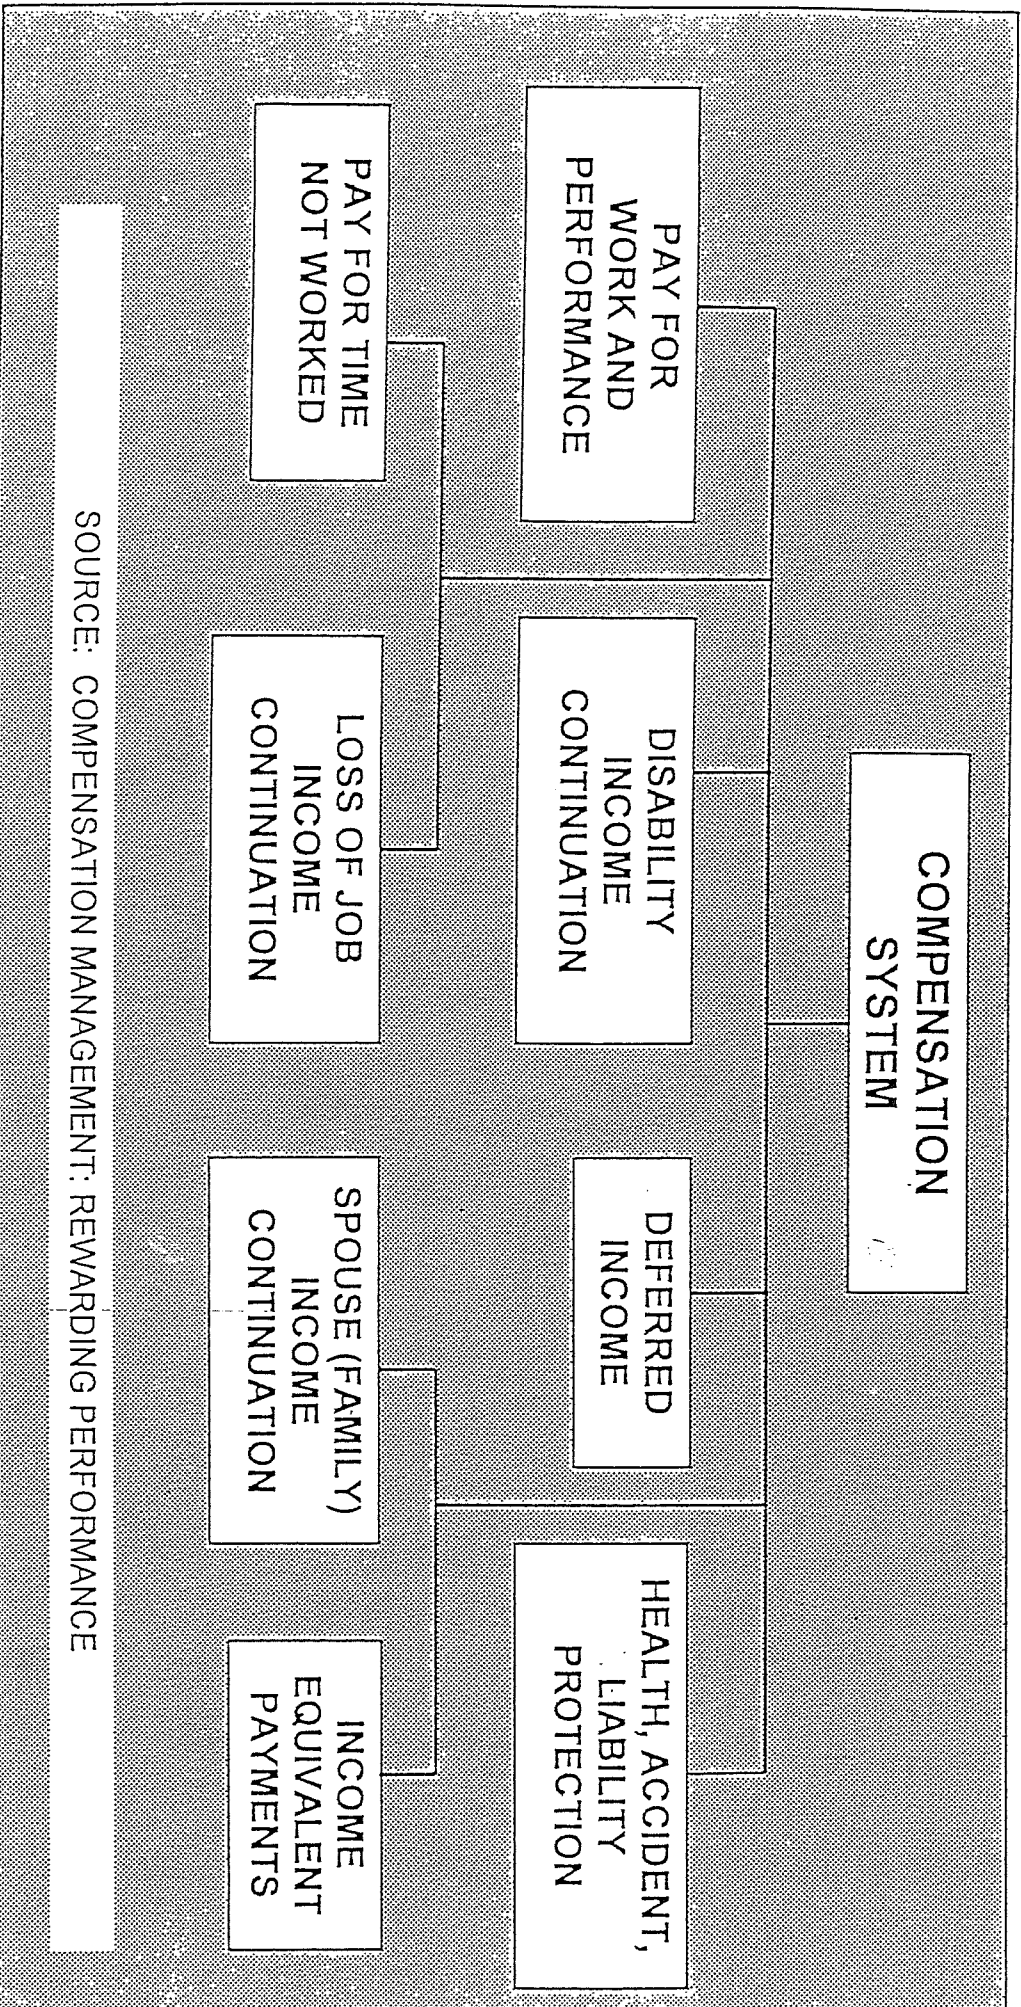 COMPENSATION
SYSTEM
PAY FOR
WORK AND
PERFORMANCE
DISABILITY
INCOME
CONTINUATION
DEFERRED
INCOME
HEALTH, ACCIDENT,
LIABILITY
PROTECTION
PAY FOR TIME
NOT WORKED
LOSS OF JOB
INCOME
CONTINUATION
SPOUSE (FAMILY)
INCOME
CONTINUATION
INCOME
EQUIVALENT
PAYMENTS
SOURCE: COMPENSATION MANAGEMENT: REWARDING PERFORMANCE